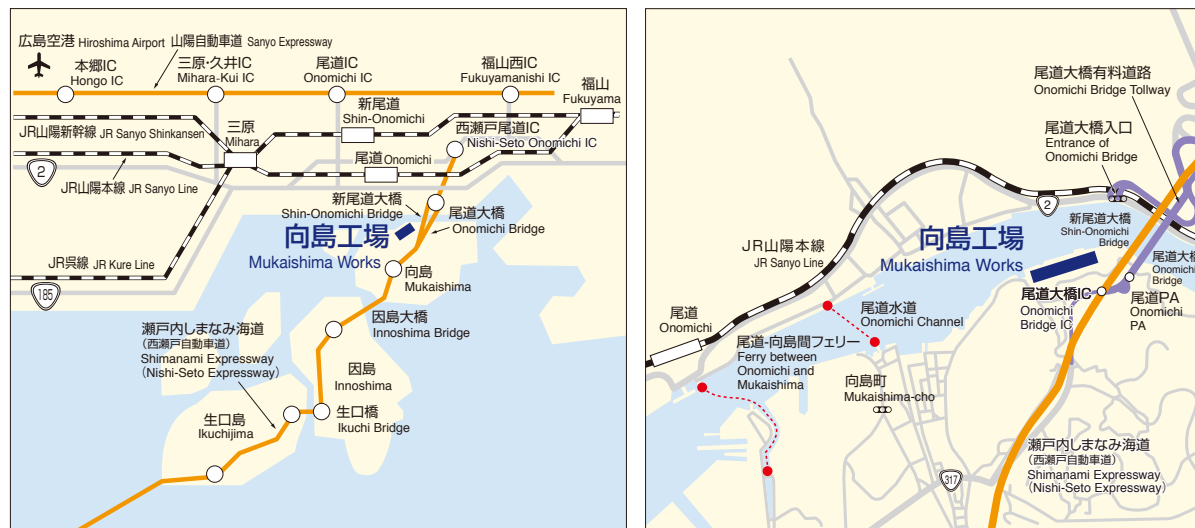 広島空港 Hiroshima Airport
山陽自動車道 Sanyo Expressway
本郷IC
Hongo IC
三原・久井IC
Mihara-Kui IC
尾道IC
Onomichi IC
福山西IC
Fukuyamanishi IC
福山
Fukuyama
新尾道
Shin-Onomichi
西瀬戸尾道IC
Nishi-Seto Onomichi IC
JR山陽新幹線 JR Sanyo Shinkansen
三原
Mihara
尾道 Onomichi
2
JR山陽本線 JR Sanyo Line
新尾道大橋
Shin-Onomichi Bridge
尾道大橋
Onomichi Bridge
向島工場
Mukaishima Works
JR呉線 JR Kure Line
185
向島
Mukaishima
因島大橋
Innoshima Bridge
瀬戸内しまなみ海道
（西瀬戸自動車道）
Shimanami Expressway
（Nishi-Seto Expressway）
因島
Innoshima
生口島
Ikuchijima
生口橋
Ikuchi Bridge
尾道大橋有料道路
Onomichi Bridge Tollway
尾道大橋入口
Entrance of
Onomichi Bridge
2
新尾道大橋
Shin-Onomichi
Bridge
JR山陽本線
JR Sanyo Line
向島工場
Mukaishima Works
尾道大橋
Onomichi
Bridge
尾道大橋IC
Onomichi
Bridge IC
尾道PA
Onomichi
PA
尾道
Onomichi
尾道水道
Onomichi Channel
尾道-向島間フェリー
Ferry between
Onomichi and
Mukaishima
向島町
Mukaishima-cho
瀬戸内しまなみ海道
（西瀬戸自動車道）
Shimanami Expressway
（Nishi-Seto Expressway）
317